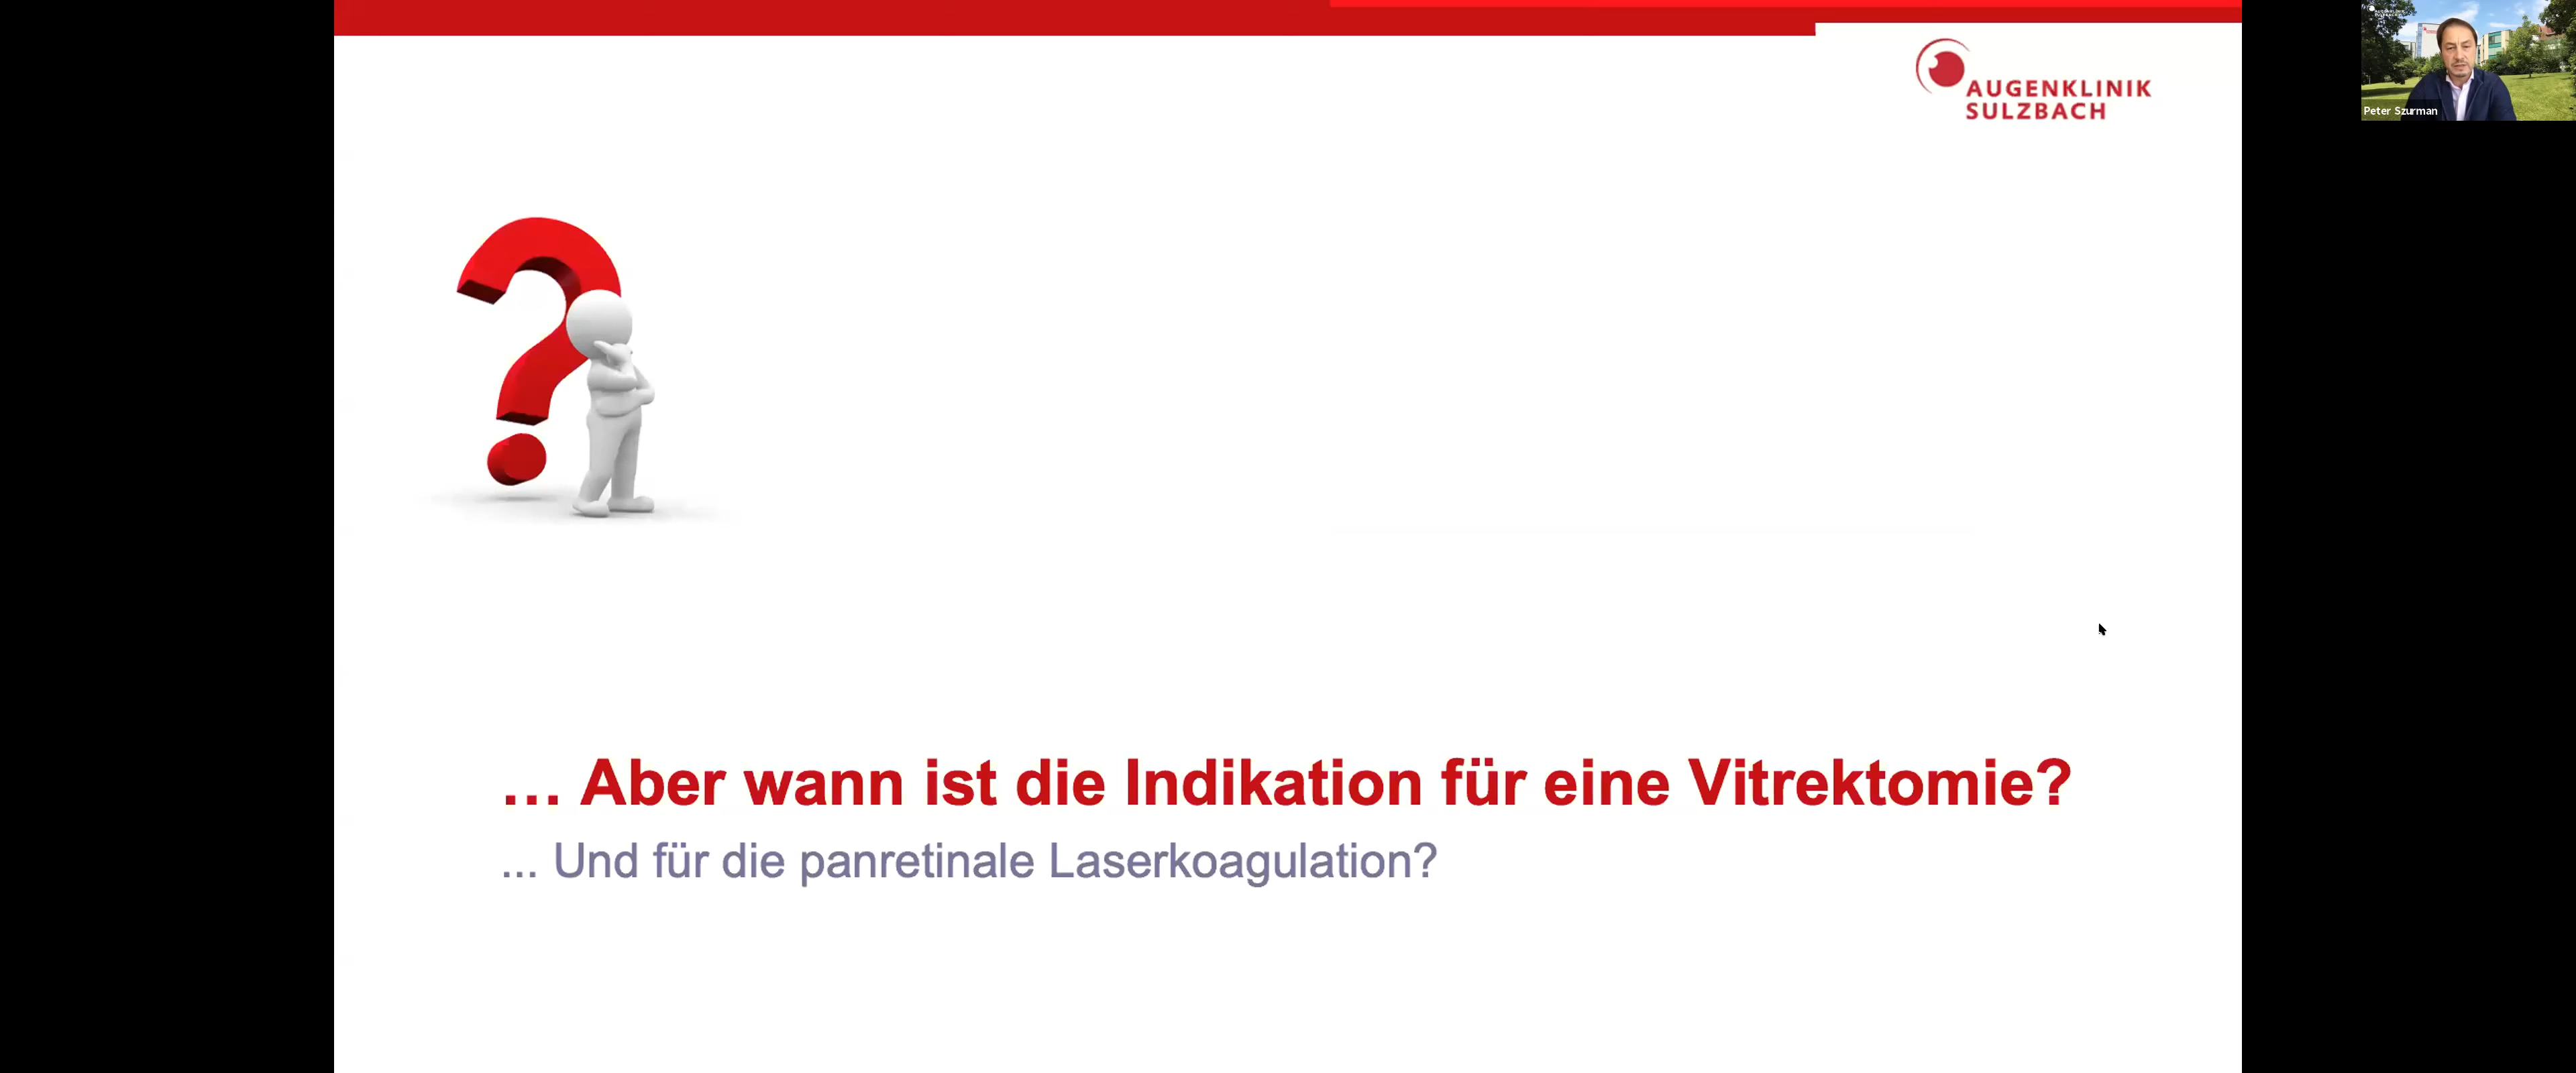 AUGENKLINIK
SULZBACH
Peter Szurman
... Aber wann ist die Indikation für eine Vitrektomie?
... Und für die panretinale Laserkoagulation?